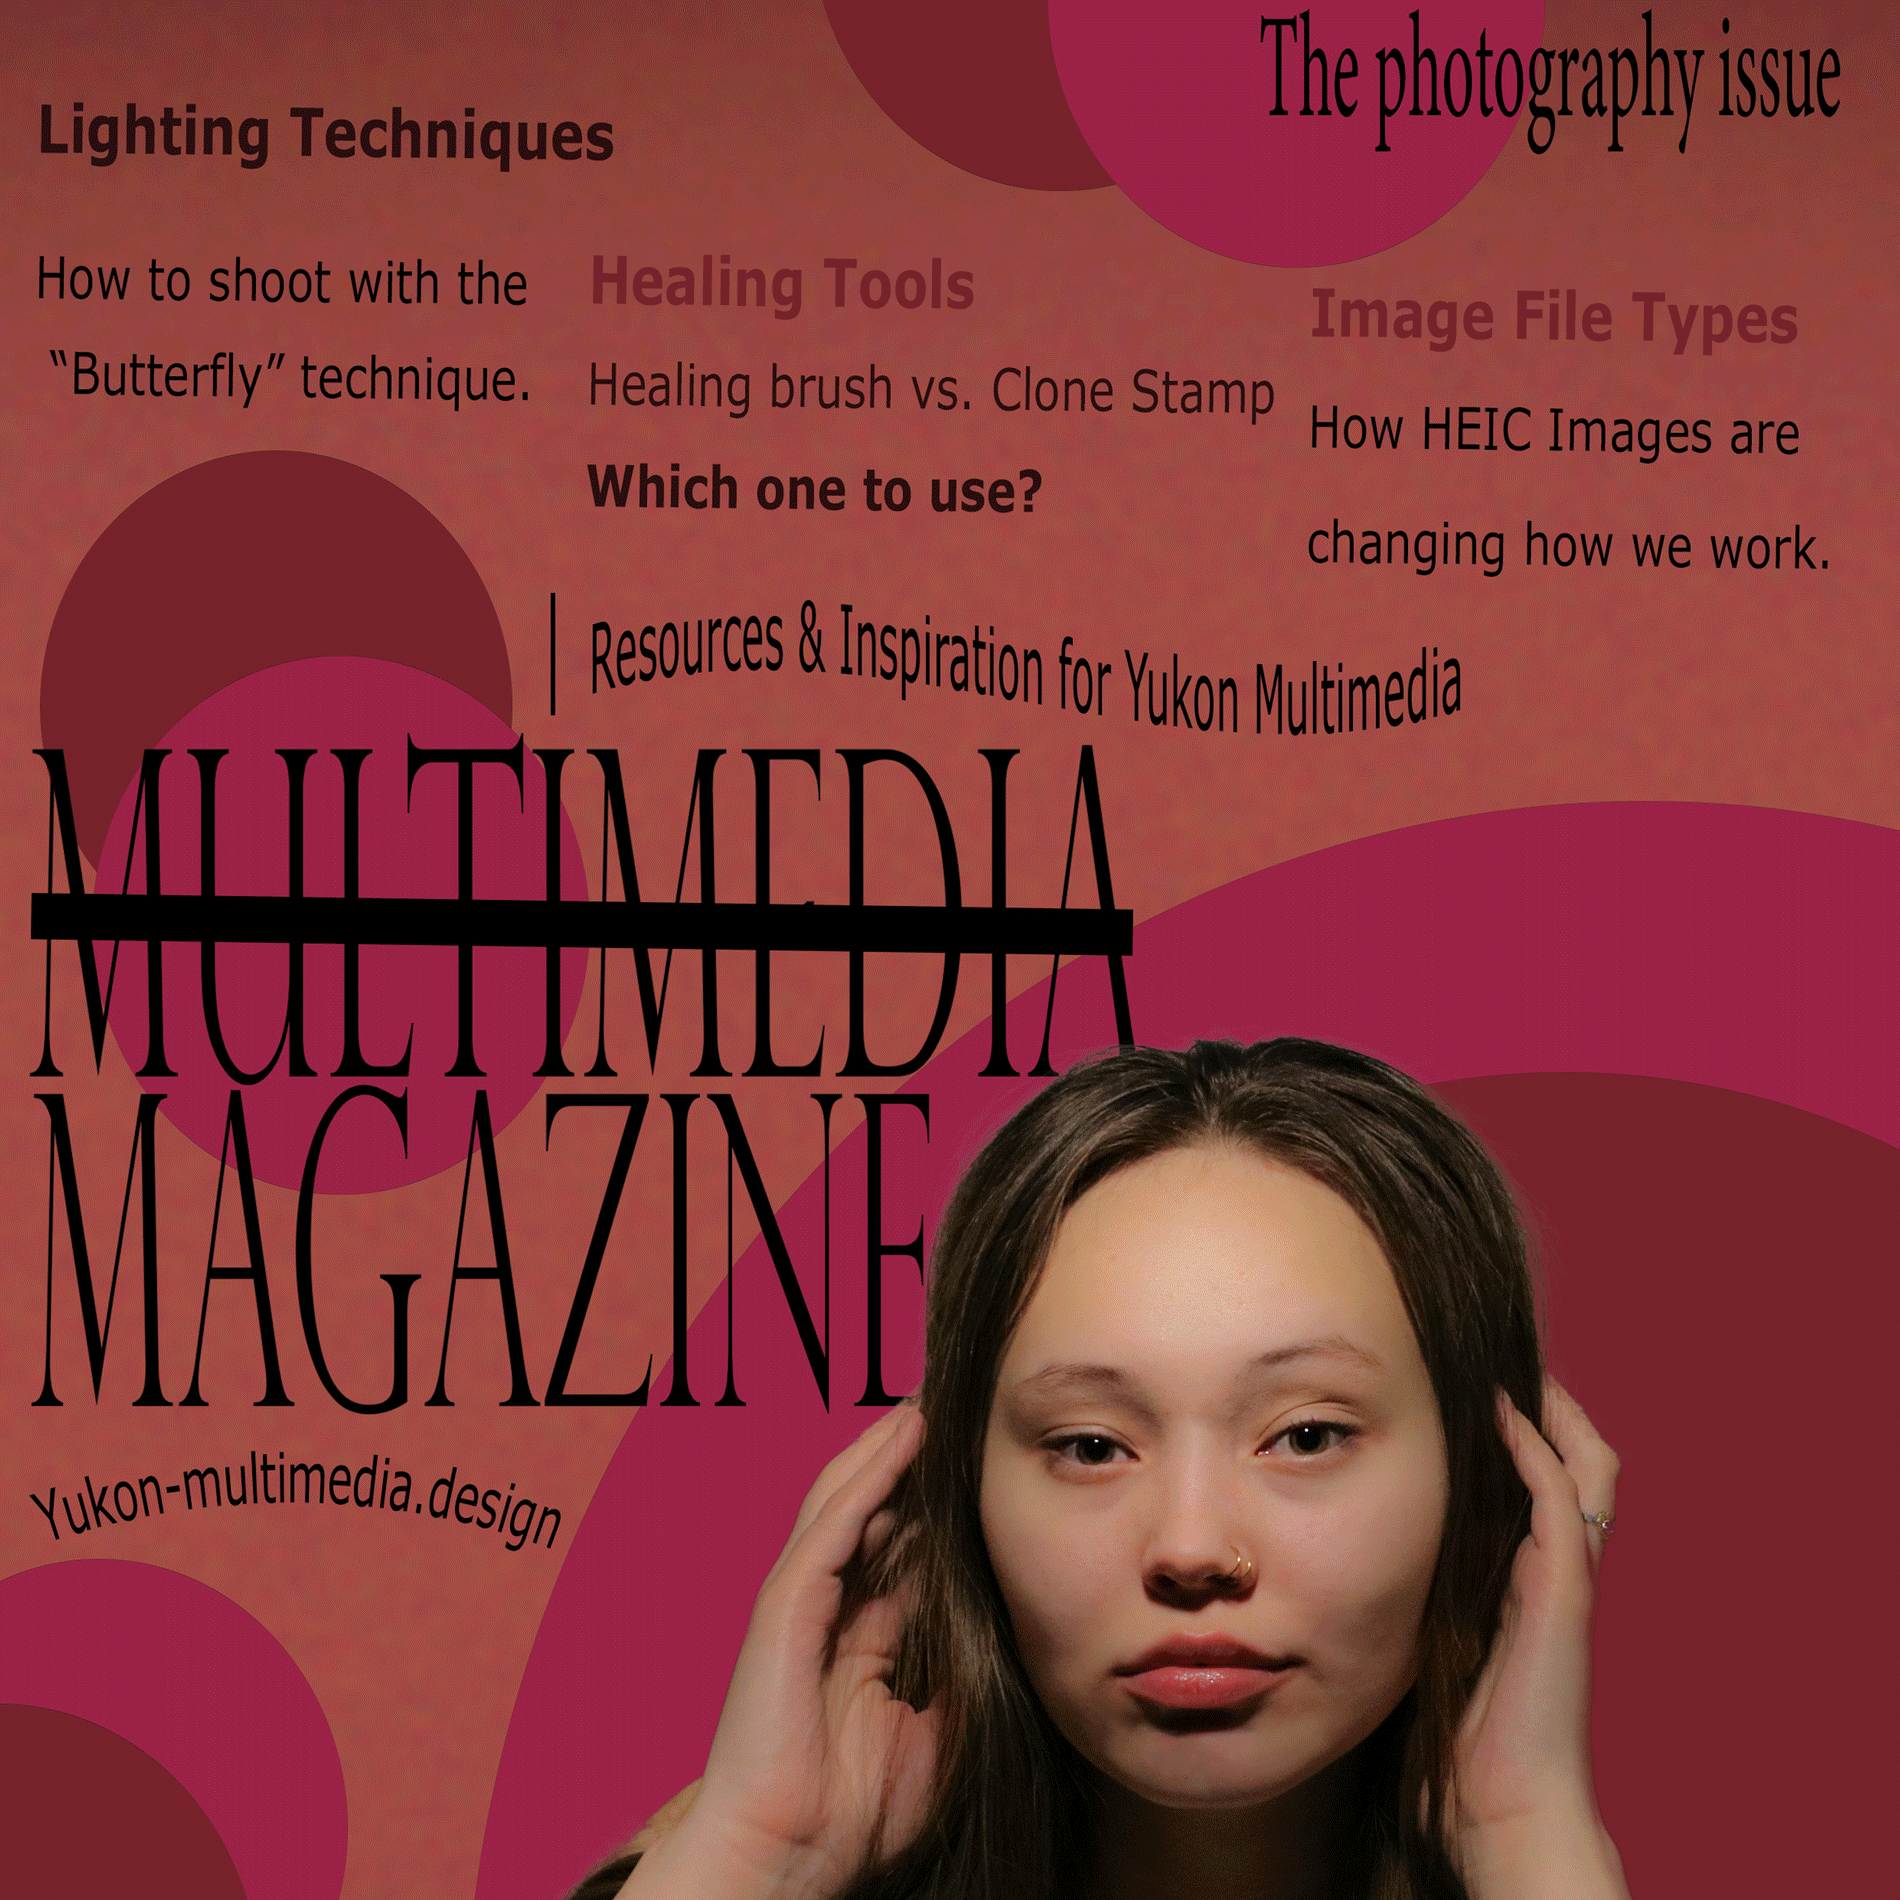 The photography issue
Lighting Techniques
How to shoot with the
“Butterfly” technique.
Healing Tools
Healing brush vs. Clone Stamp
Which one to use?
Image File Types
How HEIC Images are
changing how we work.
| Resources & Inspiration for Yukon Multimedia
MULTIMEDIA
MAGAZINE
Yukon-multimedia.design